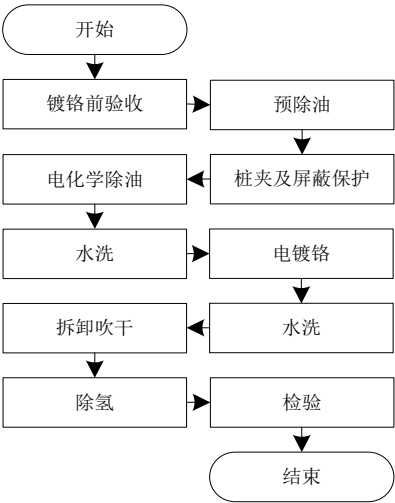 开始
镀铬前验收
预除油
桩夹及屏蔽保护
电化学除油
水洗
电镀铬
水洗
拆卸吹干
除氢
检验
结束